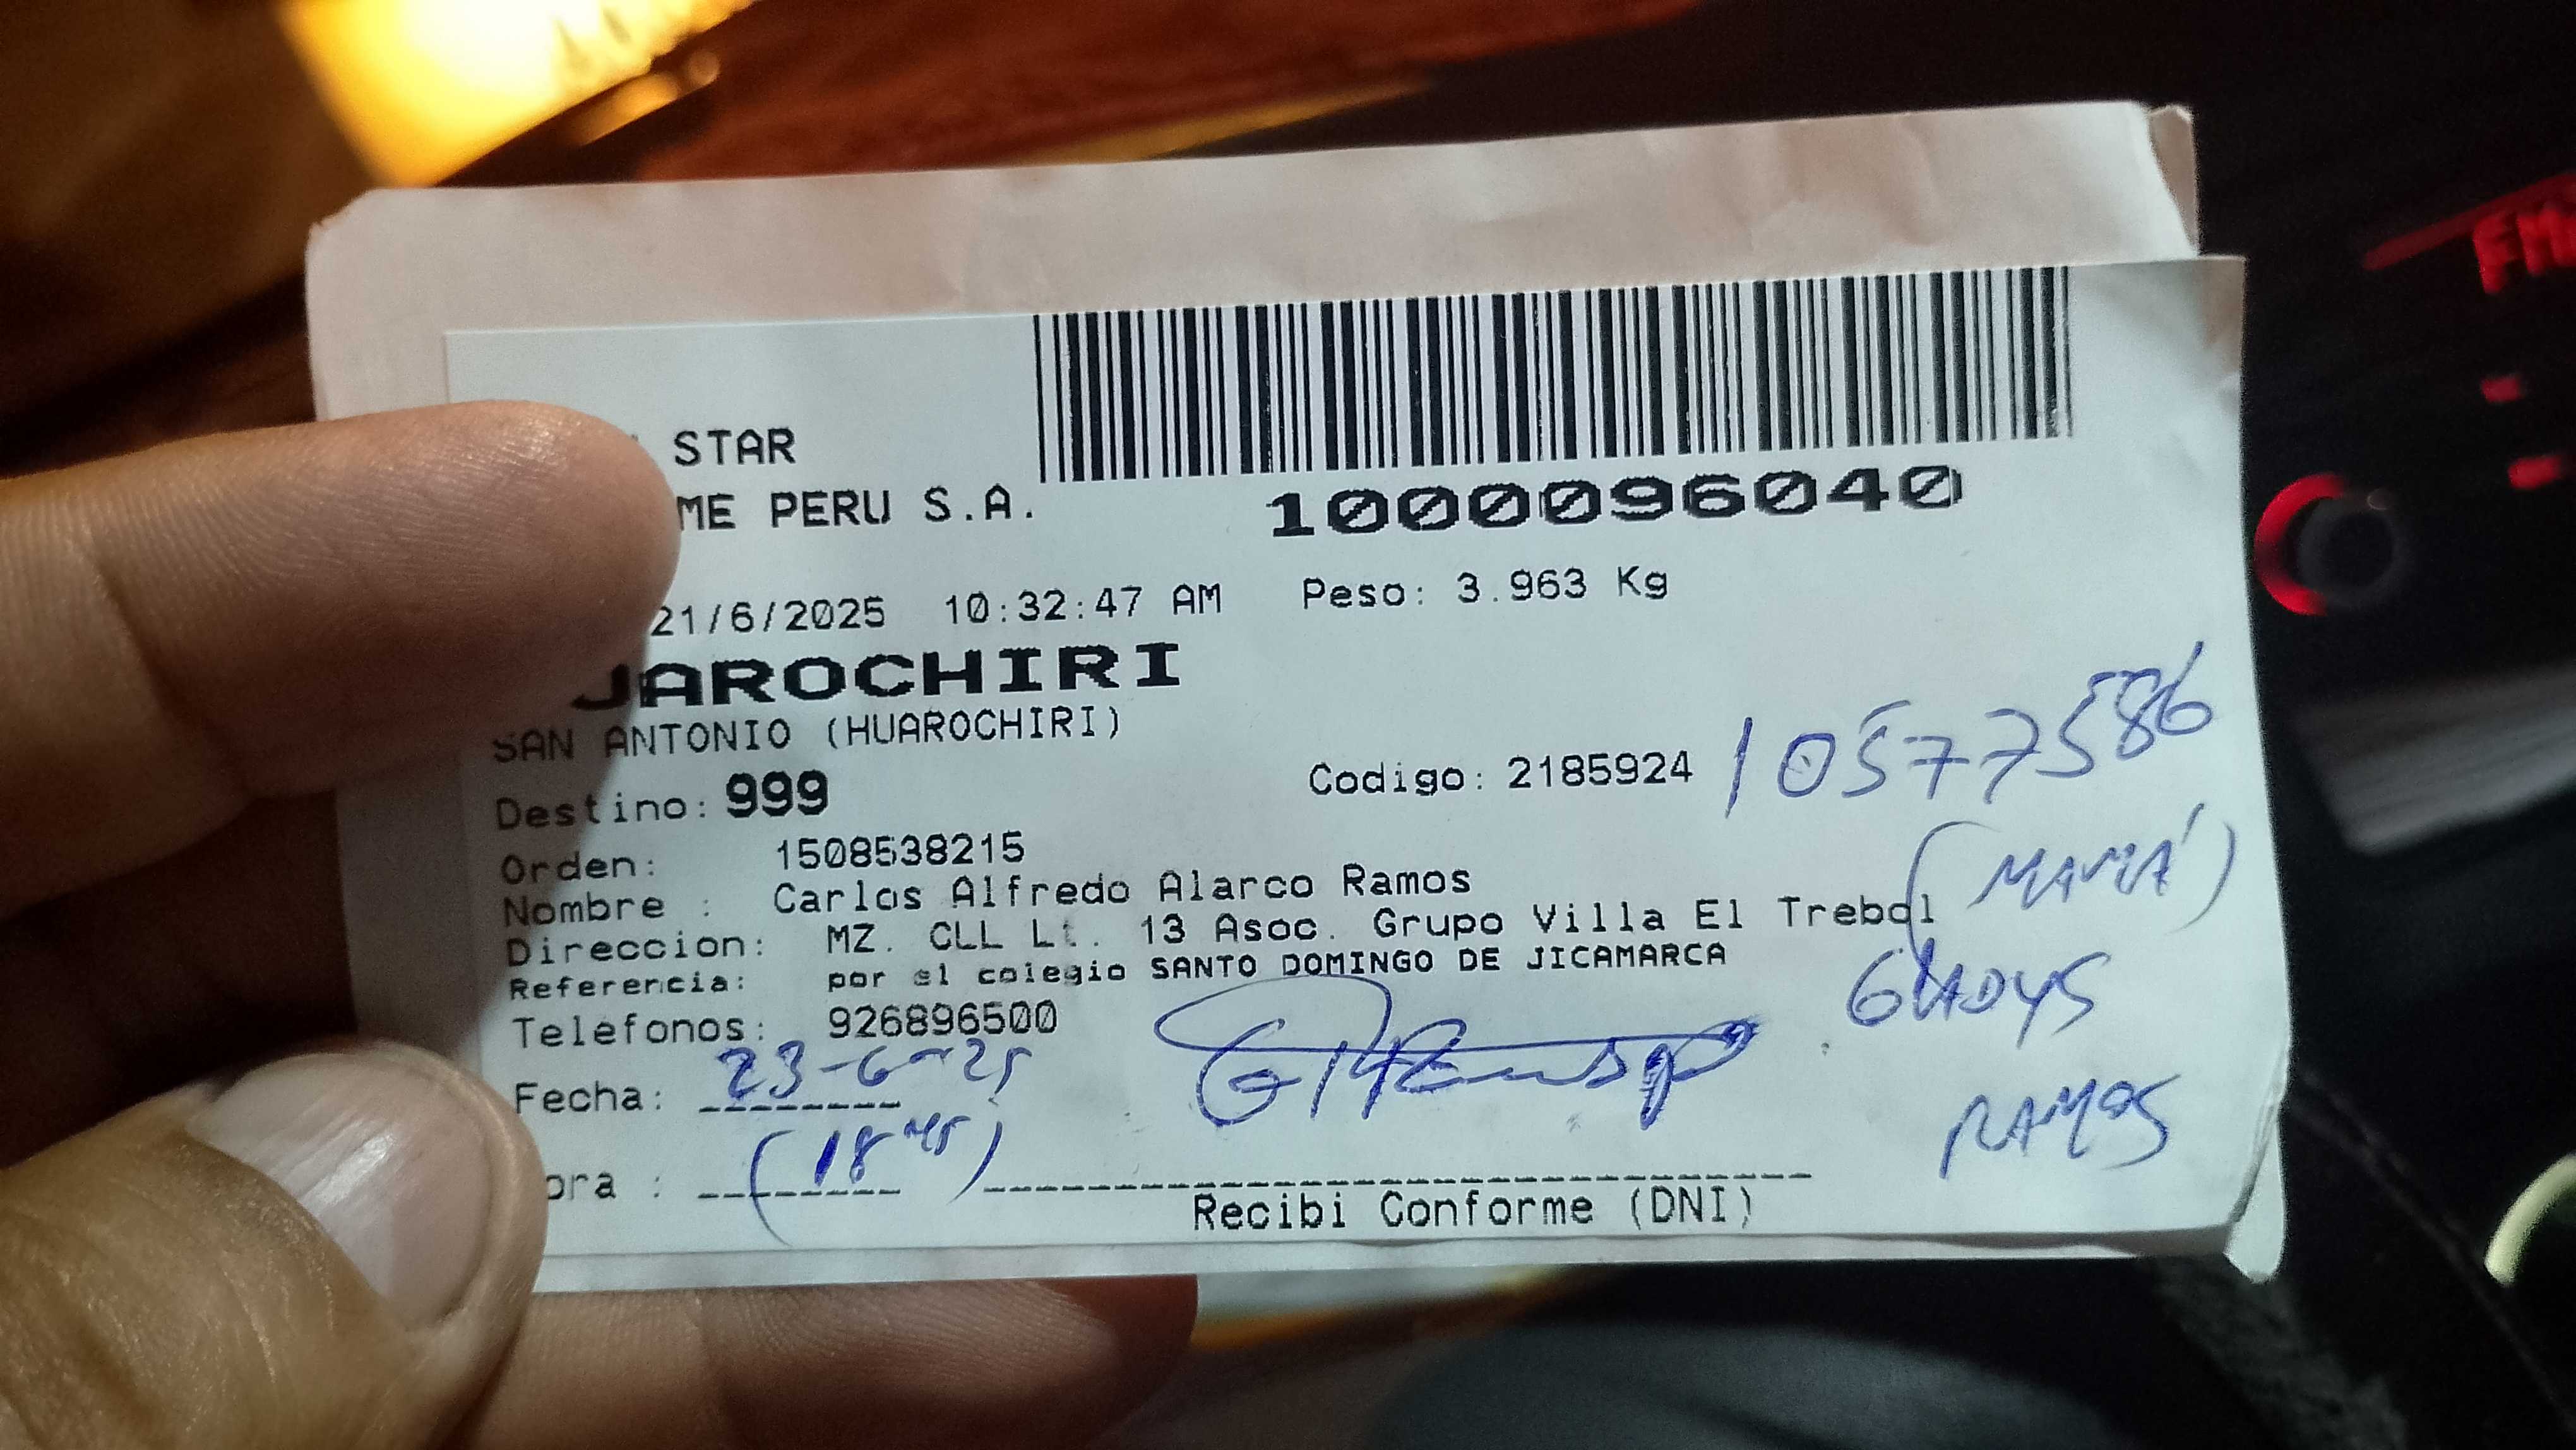 STAR
ME PERU S.A.
1000096040
21/6/2025 10:32:47 AM Peso: 3.963 Kg
JAROCHIRI
SAN ANTONIO (HUAROCHIRI)
Destino: 999 Codigo: 2185924 10577586
Orden: 1508538215
(MAMÁ)
Nombre : Carlos Alfredo Alarco Ramos
Direccion: MZ. CLL Lt. 13 Asoc. Grupo Villa El Trebol
Referencia: por el colegio SANTO DOMINGO DE JICAMARCA
GLADYS
Telefonos: 926896500
Fecha: 23-6-25
RAMOS
ora : (18 45)
Recibi Conforme (DNI)
FM